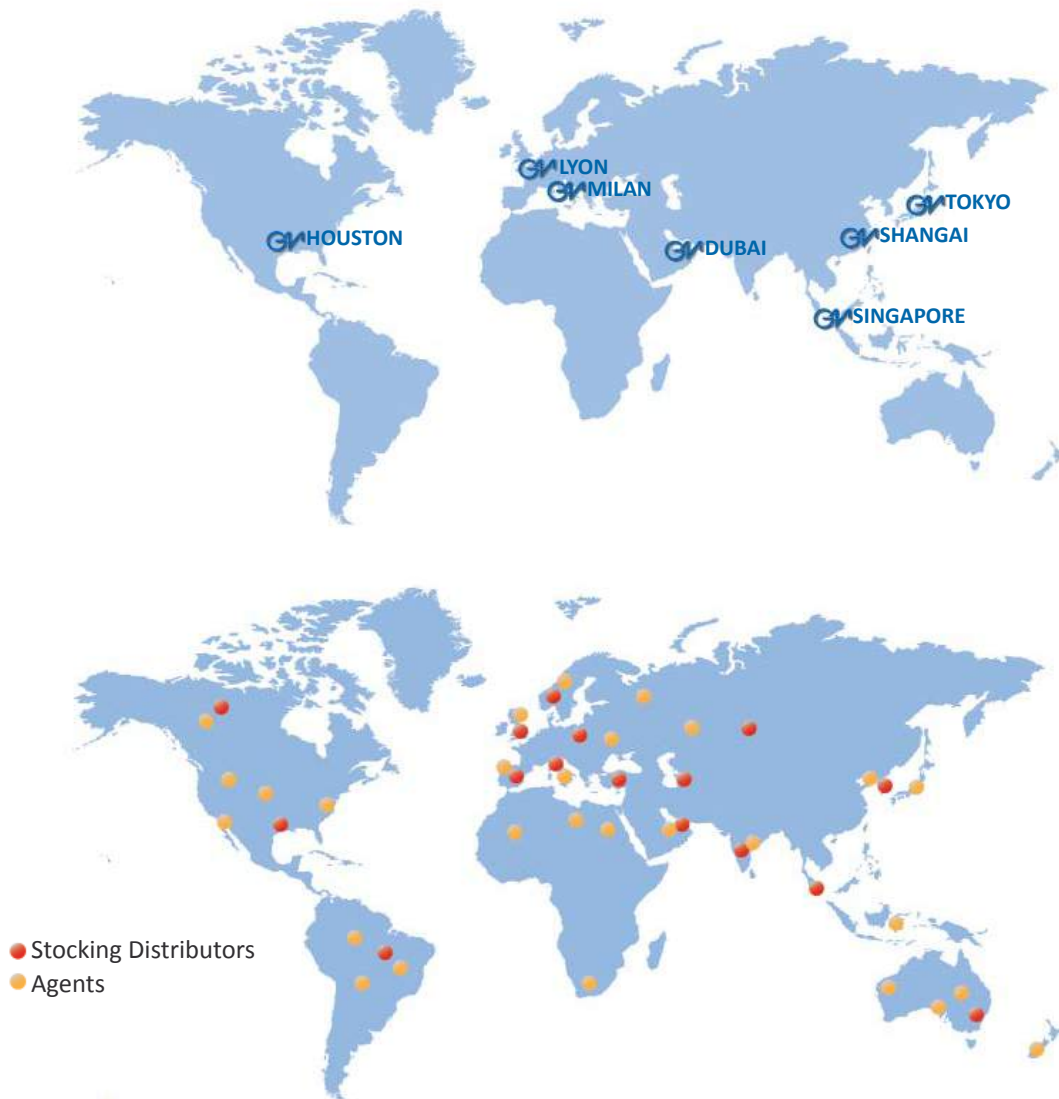 LYON
MILAN
TOKYO
HOUSTON
SHANGAI
DUBAI
SINGAPORE
Stocking Distributors
Agents